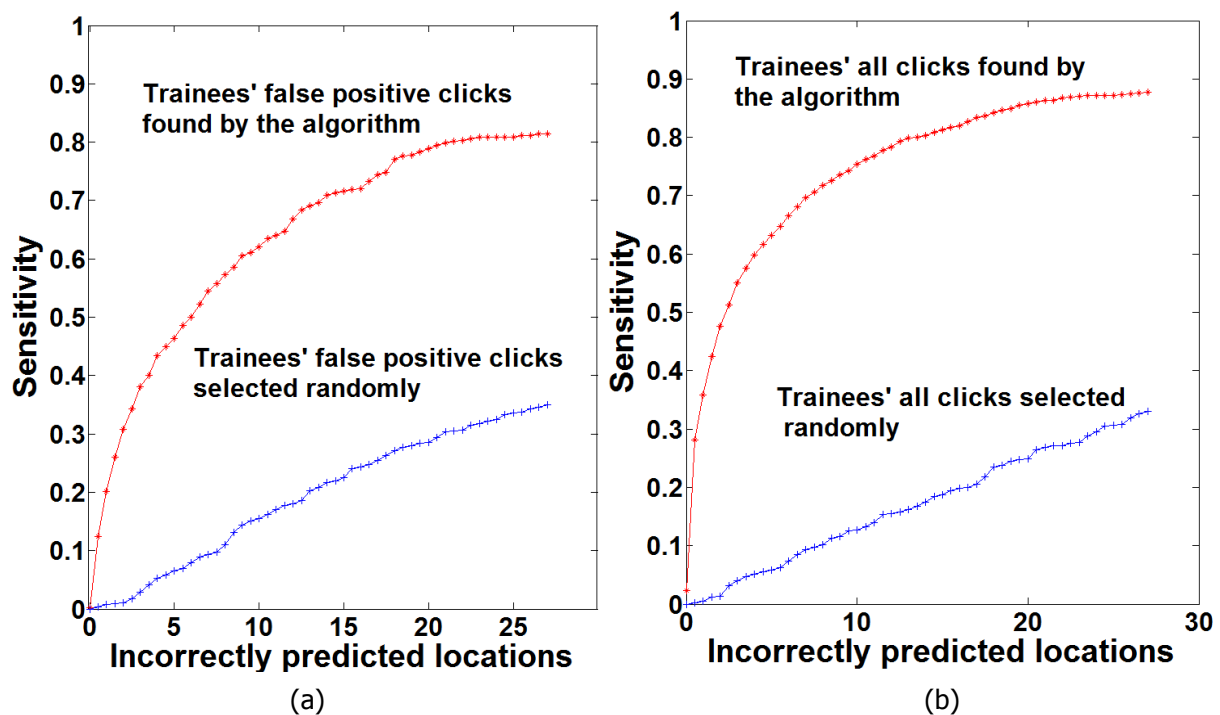 1
0.9
0.8
0.7
0.6
0.5
0.4
0.3
0.2
0.1
0
Sensitivity
Trainees' false positive clicks
found by the algorithm
Trainees' false positive clicks
selected randomly
0 5 10 15 20 25
Incorrectly predicted locations
(a)
1
0.9
0.8
0.7
0.6
0.5
0.4
0.3
0.2
0.1
0
Sensitivity
Trainees' all clicks found by
the algorithm
Trainees' all clicks selected
randomly
0 10 20 30
Incorrectly predicted locations
(b)